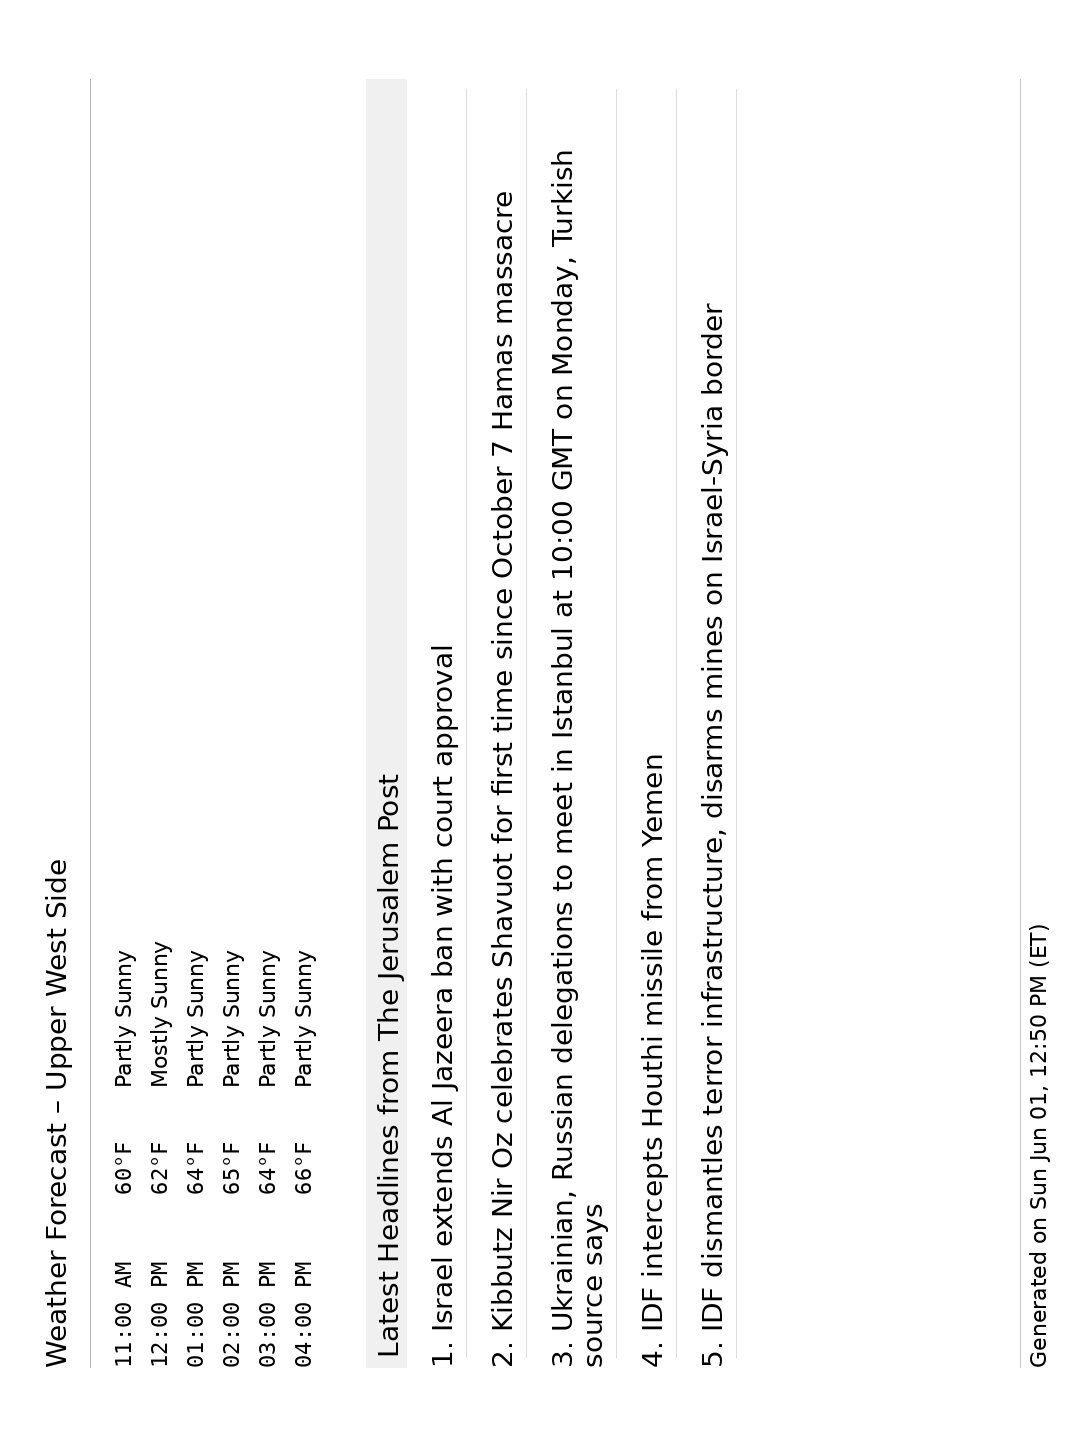 Weather Forecast – Upper West Side
11:00 AM 60°F Partly Sunny
12:00 PM 62°F Mostly Sunny
01:00 PM 64°F Partly Sunny
02:00 PM 65°F Partly Sunny
03:00 PM 64°F Partly Sunny
04:00 PM 66°F Partly Sunny
Latest Headlines from The Jerusalem Post
1. Israel extends Al Jazeera ban with court approval
2. Kibbutz Nir Oz celebrates Shavuot for first time since October 7 Hamas massacre
3. Ukrainian, Russian delegations to meet in Istanbul at 10:00 GMT on Monday, Turkish
source says
4. IDF intercepts Houthi missile from Yemen
5. IDF dismantles terror infrastructure, disarms mines on Israel-Syria border
Generated on Sun Jun 01, 12:50 PM (ET)